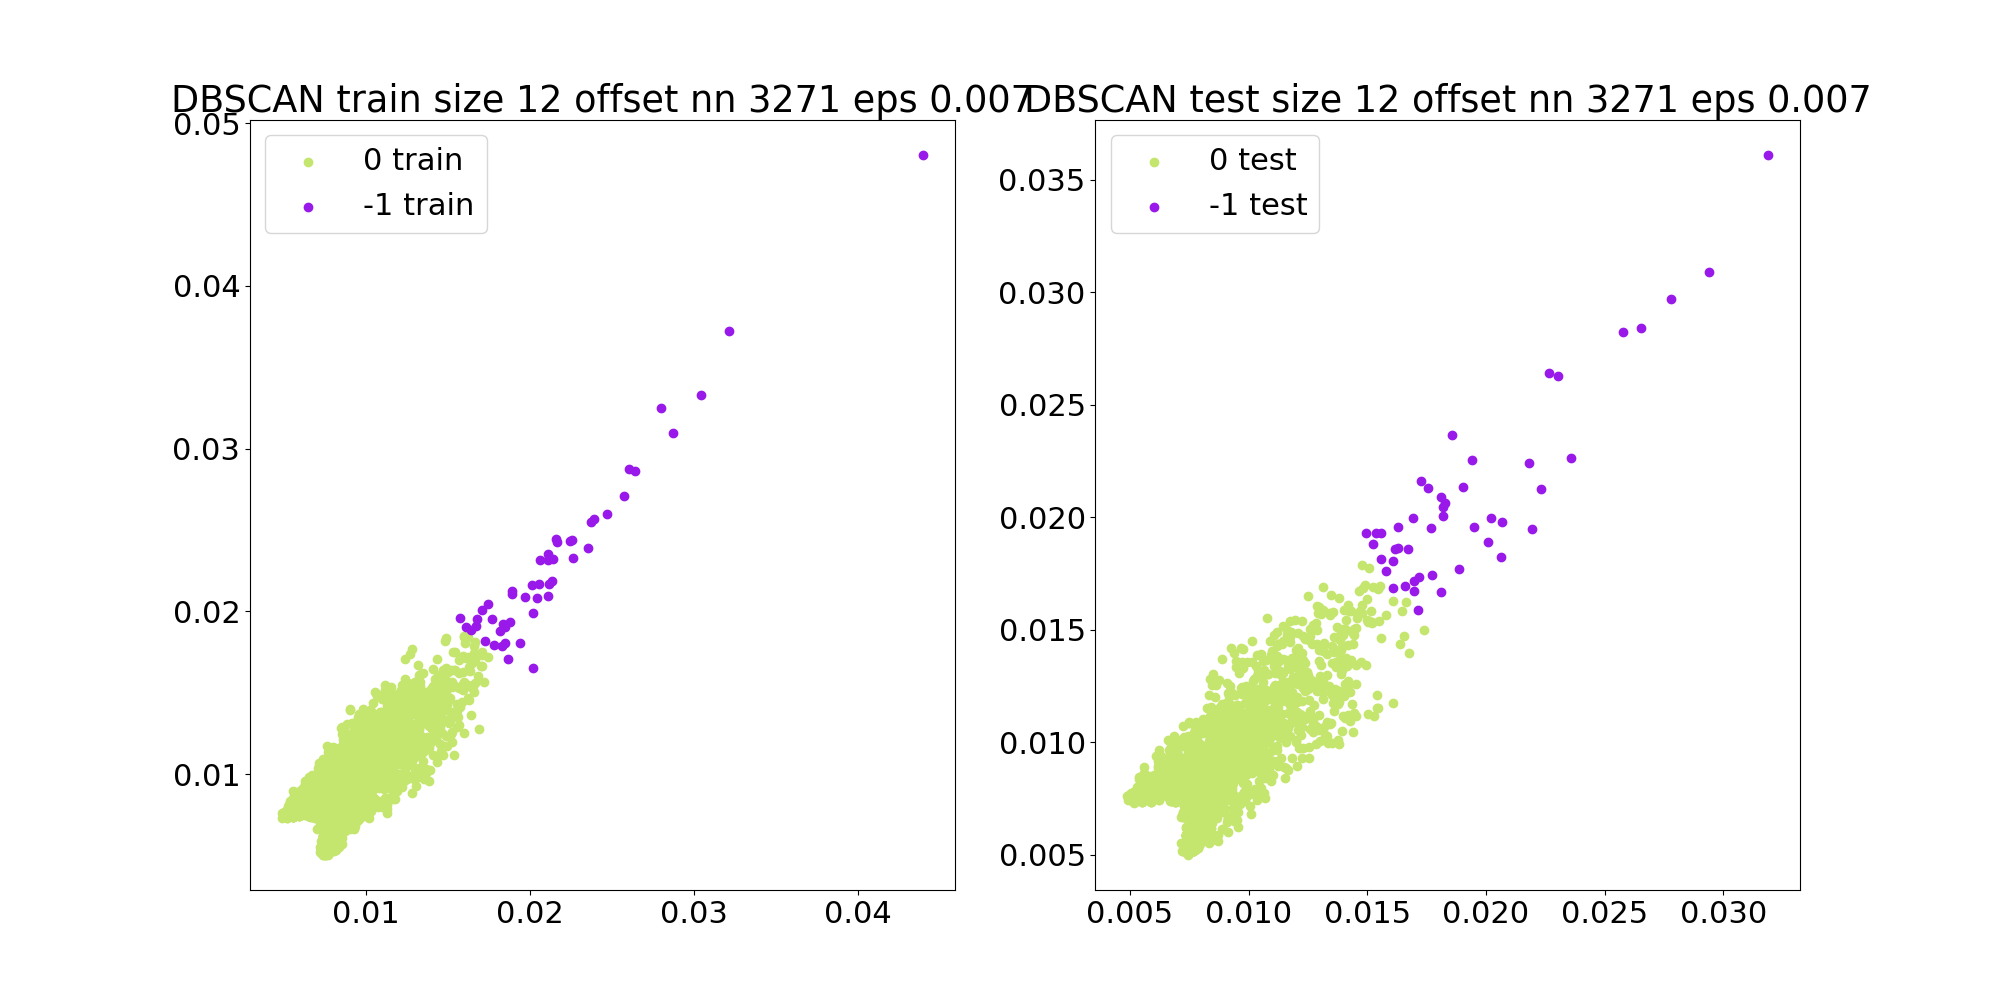 DBSCAN train size 12 offset nn 3271 eps 0.007
0.05
0.04
0.03
0.02
0.01
0 train
-1 train
0.01 0.02 0.03 0.04
DBSCAN test size 12 offset nn 3271 eps 0.007
0.035
0.030
0.025
0.020
0.015
0.010
0.005
0 test
-1 test
0.005 0.010 0.015 0.020 0.025 0.030